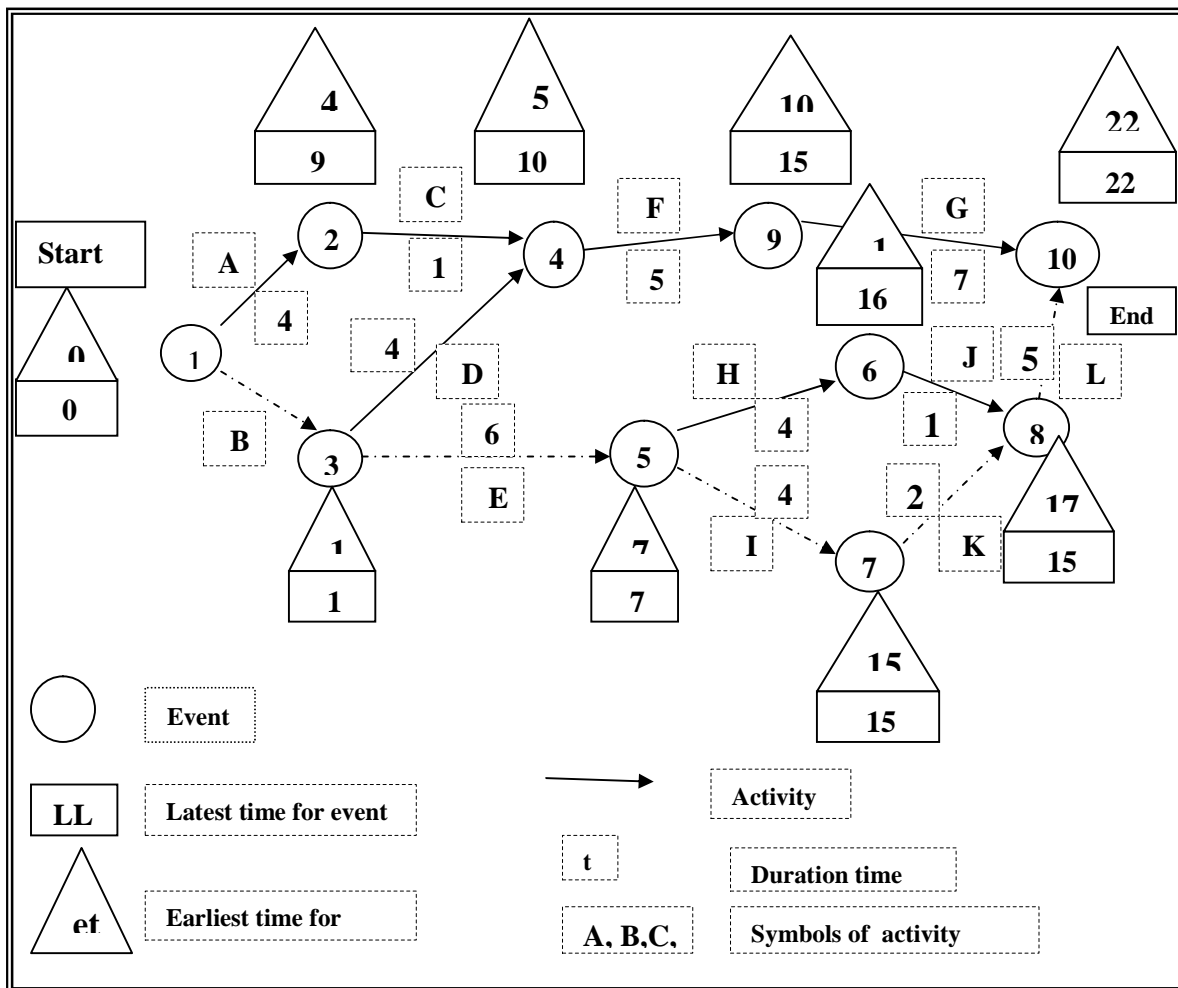 4
5
10
22
9
10
15
22
C
F
G
Start
2
9
A
4
1
10
1
5
7
16
0
4
4
1
End
0
D
H
J
5
L
6
B
6
4
1
3
5
8
E
4
2
I
K
17
1
7
7
15
1
7
15
15
Event
Activity
LL
Latest time for event
t
Duration time
et
Earliest time for
A, B,C,
Symbols of activity